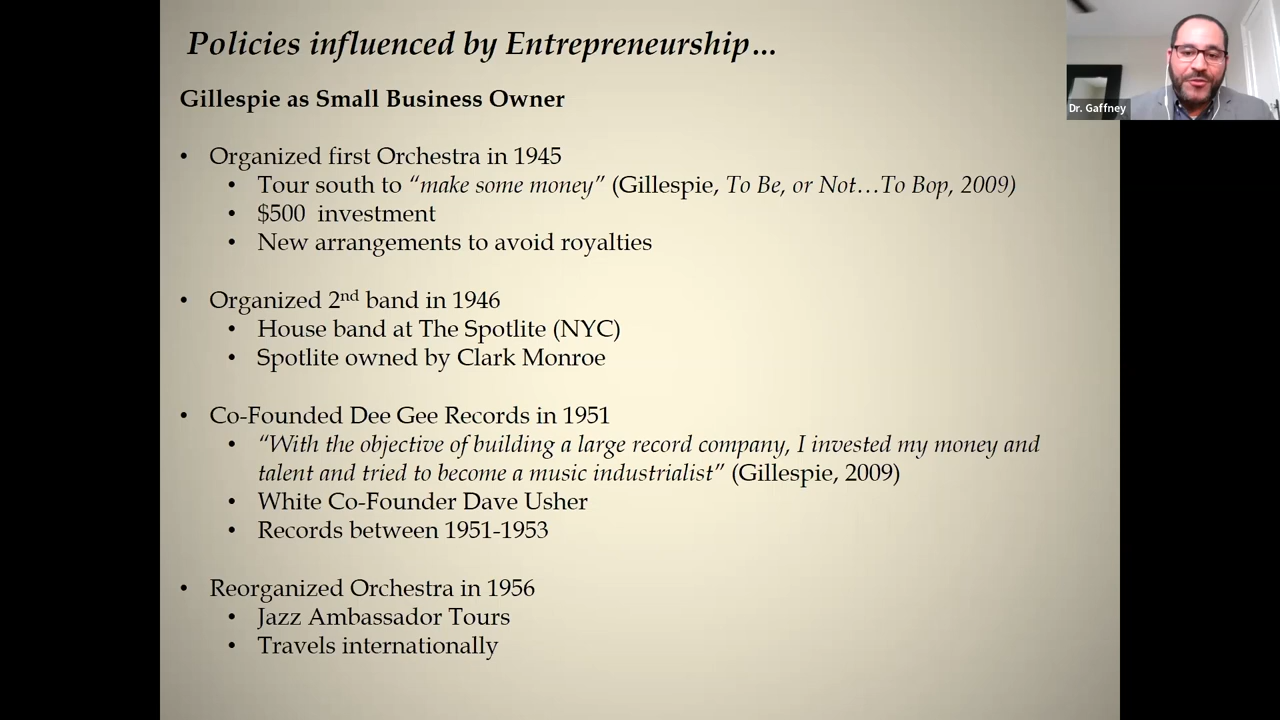 Policies influenced by Entrepreneurship…
Dr. Gaffney
Gillespie as Small Business Owner
• Organized first Orchestra in 1945
• Tour south to “make some money” (Gillespie, To Be, or Not…To Bop, 2009)
• $500  investment
• New arrangements to avoid royalties
• Organized 2nd band in 1946
• House band at The Spotlite (NYC)
• Spotlite owned by Clark Monroe
• Co-Founded Dee Gee Records in 1951
• “With the objective of building a large record company, I invested my money and
talent and tried to become a music industrialist” (Gillespie, 2009)
• White Co-Founder Dave Usher
• Records between 1951-1953
• Reorganized Orchestra in 1956
• Jazz Ambassador Tours
• Travels internationally